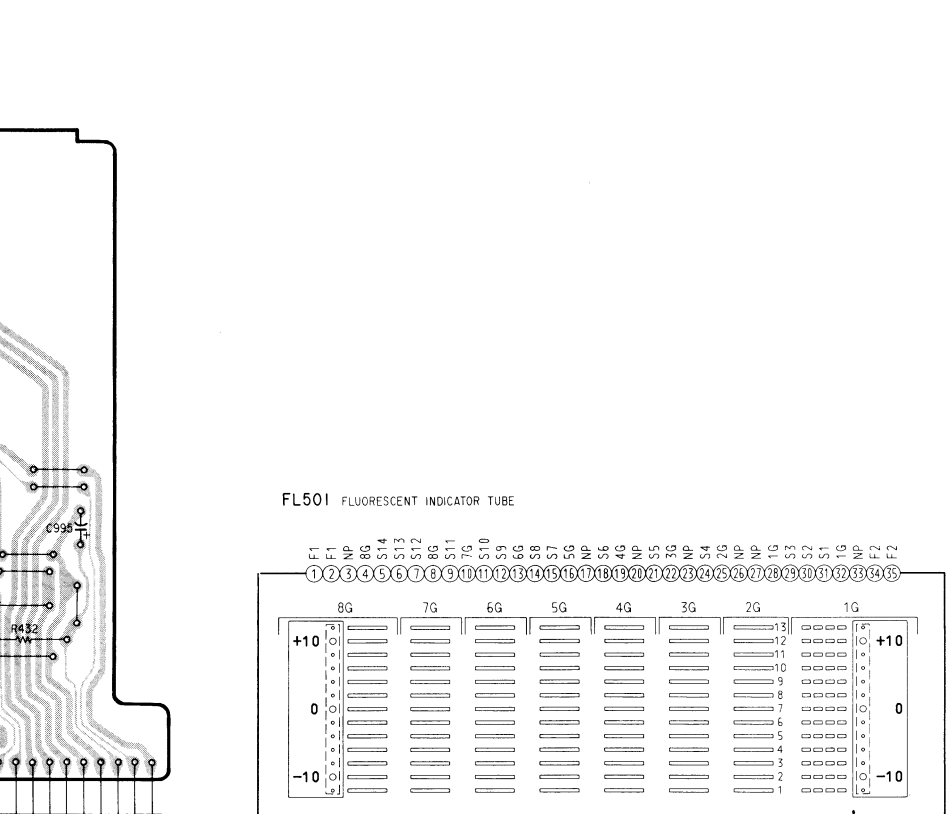 FL501 FLUORESCENT INDICATOR TUBE
C995
+
R432
F1 F1 NP 8G S14 S13 S12 8G S11 7G S10 S9 6G S8 S7 5G NP S6 4G NP S5 3G NP S4 2G NP NP 1G S3 S2 S1 1G NP F2 F2
1 2 3 4 5 6 7 8 9 10 11 12 13 14 15 16 17 18 19 20 21 22 23 24 25 26 27 28 29 30 31 32 33 34 35
8G 7G 6G 5G 4G 3G 2G 1G
13
+10 12 +10
11
10
9
8
0 7 0
6
5
4
3
-10 2 -10
1